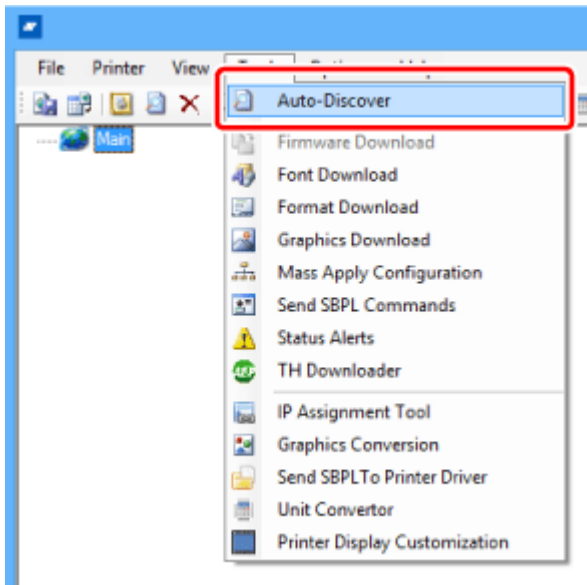 File Printer View
Auto-Discover
Main
Firmware Download
Font Download
Format Download
Graphics Download
Mass Apply Configuration
Send SBPL Commands
Status Alerts
TH Downloader
IP Assignment Tool
Graphics Conversion
Send SBPLTo Printer Driver
Unit Convertor
Printer Display Customization